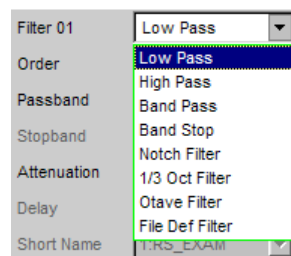 Filter 01 Low Pass
Order Low Pass
High Pass
Passband Band Pass
Stopband Band Stop
Notch Filter
Attenuation 1/3 Oct Filter
Delay Otave Filter
File Def Filter
Short Name 1:RS_EXAM